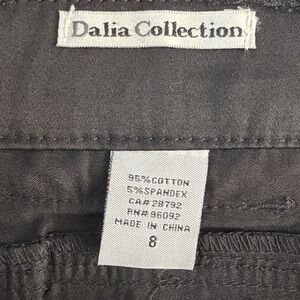 Dalia Collection
95%COTTON
5%SPANDEX
CA#28792
RN#96092
MADE IN CHINA
8